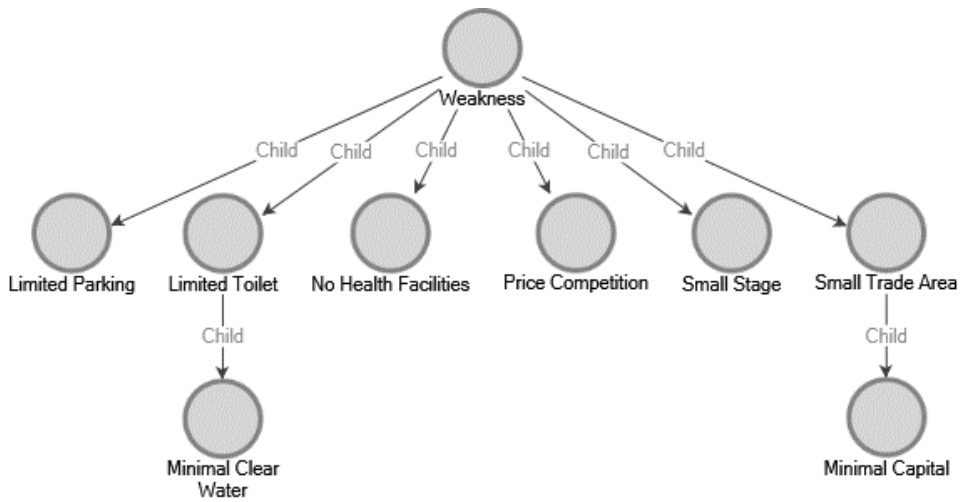 Weakness
Child Child Child Child Child Child
Limited Parking Limited Toilet No Health Facilities Price Competition Small Stage Small Trade Area
Child Child
Minimal Clear Minimal Capital
Water